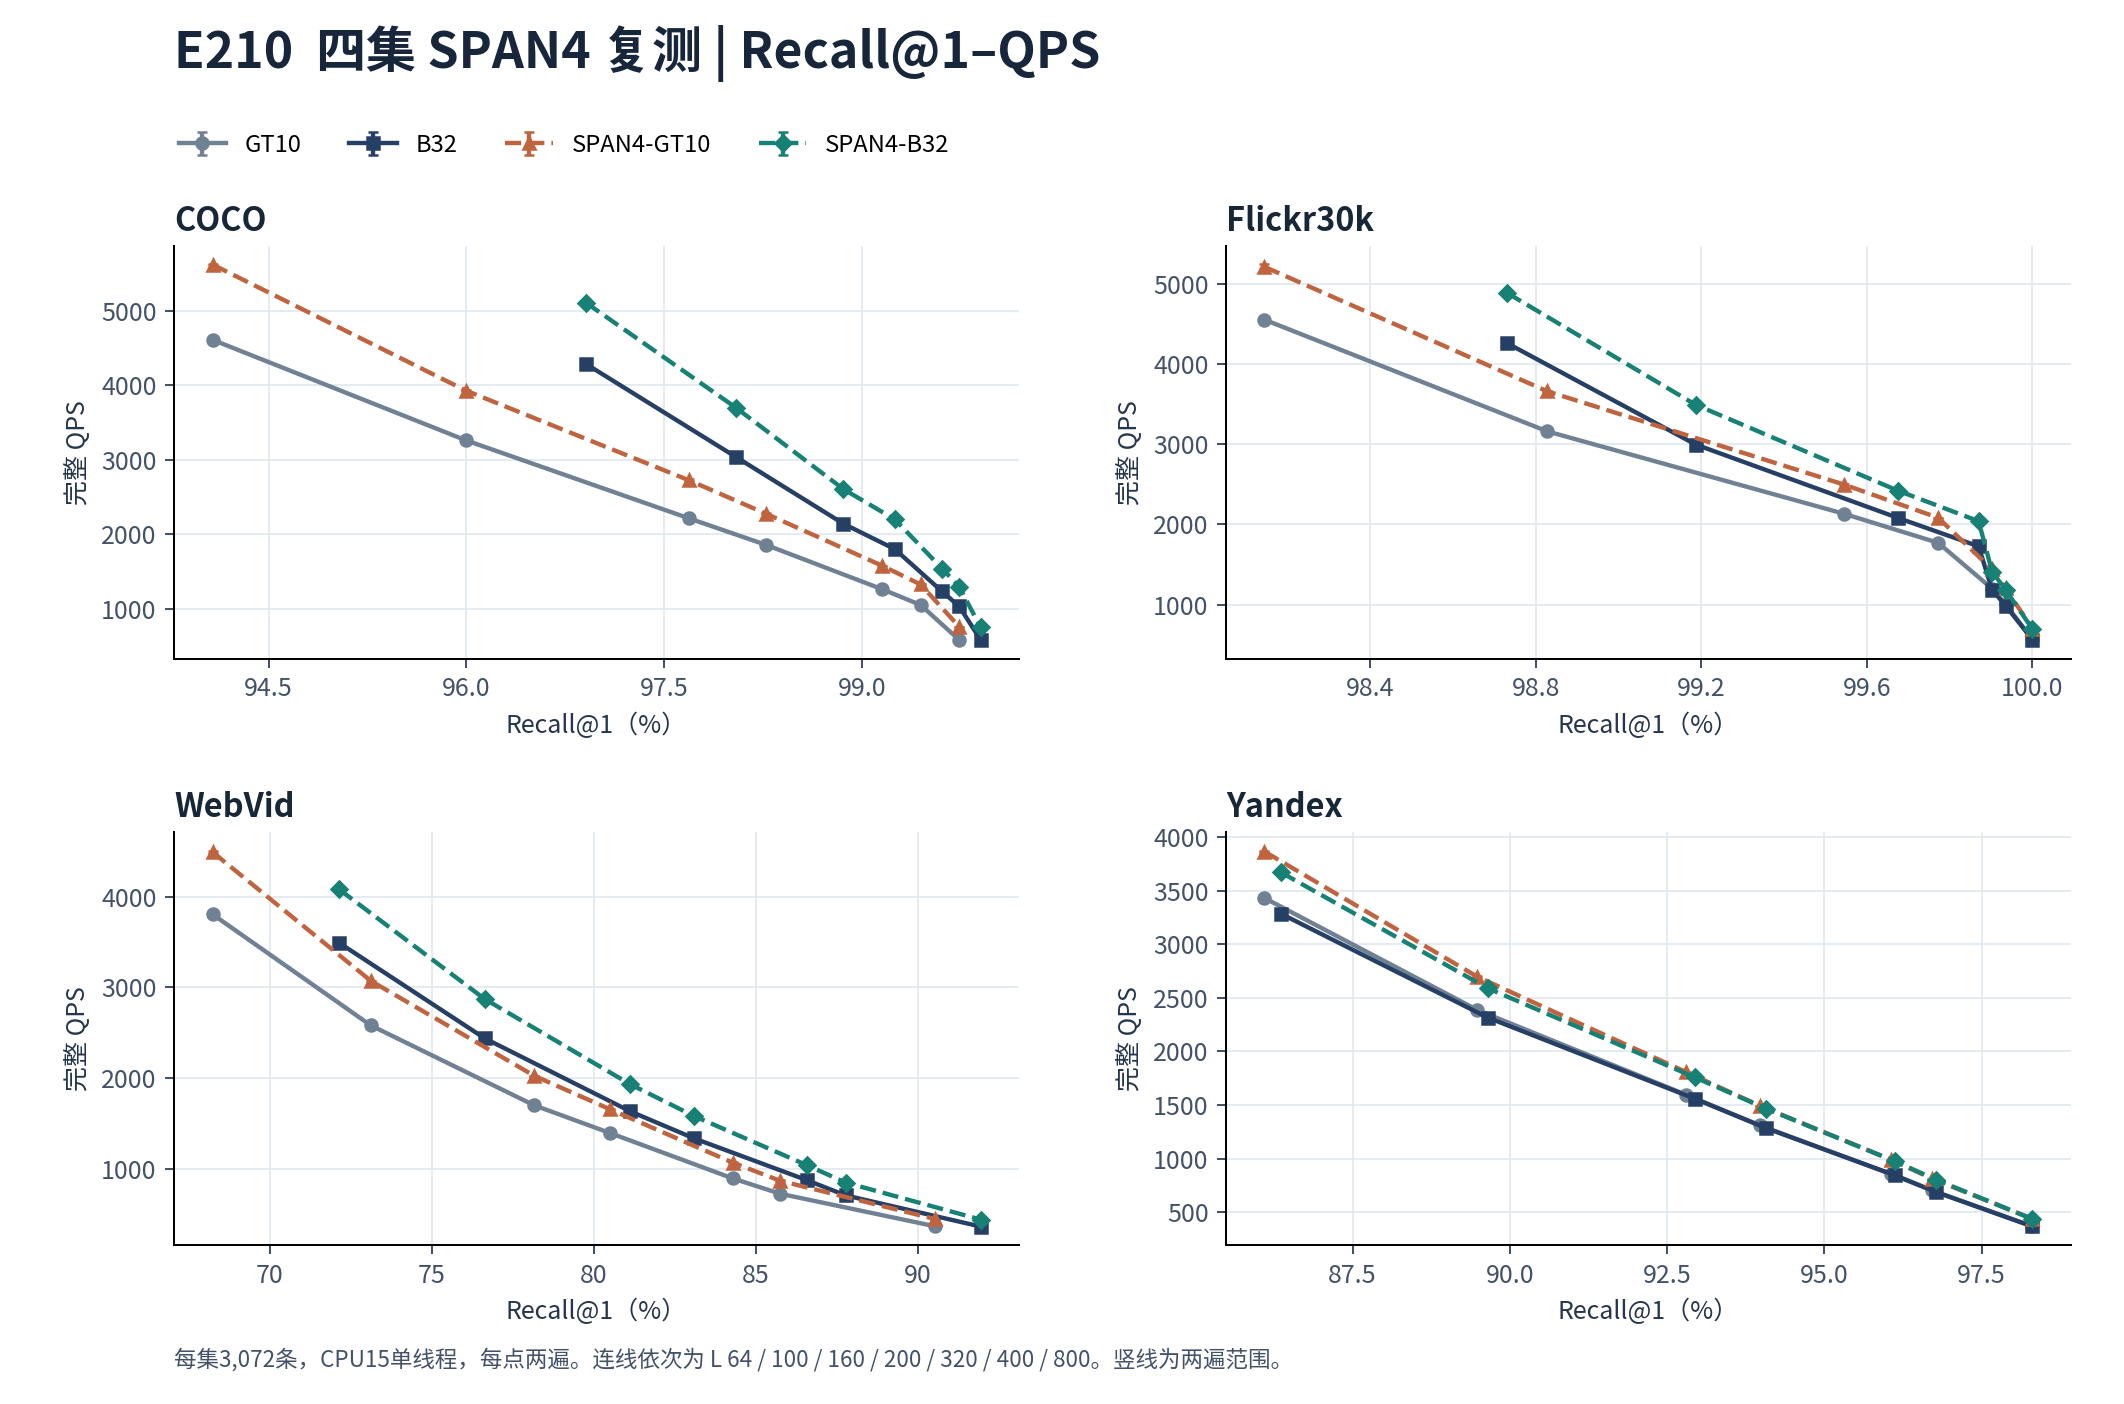 E210 四集 SPAN4 复测 | Recall@1–QPS
GT10 B32 SPAN4-GT10 SPAN4-B32
COCO
5000
4000
3000
2000
1000
完整 QPS
94.5 96.0 97.5 99.0
Recall@1（%）
Flickr30k
5000
4000
3000
2000
1000
完整 QPS
98.4 98.8 99.2 99.6 100.0
Recall@1（%）
WebVid
4000
3000
2000
1000
完整 QPS
70 75 80 85 90
Recall@1（%）
Yandex
4000
3500
3000
2500
2000
1500
1000
500
完整 QPS
87.5 90.0 92.5 95.0 97.5
Recall@1（%）
每集3,072条，CPU15单线程，每点两遍。连线依次为 L 64 / 100 / 160 / 200 / 320 / 400 / 800。竖线为两遍范围。